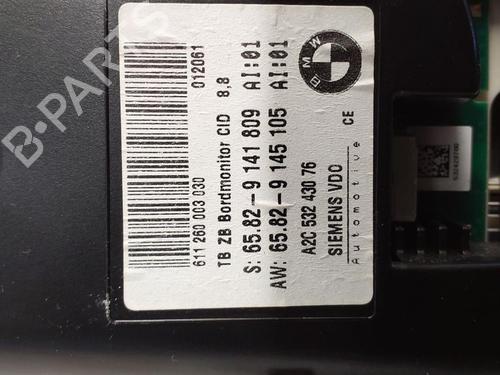 611 260 003 030
012061
TB ZB Bordmonitor CID 8,8
S: 65.82-9 141 809 AI:01
AW: 65.82-9 145 105 AI:01
A2C 532 430 76
SIEMENS VDO
Automotive
CE
BMW
B-PARTS